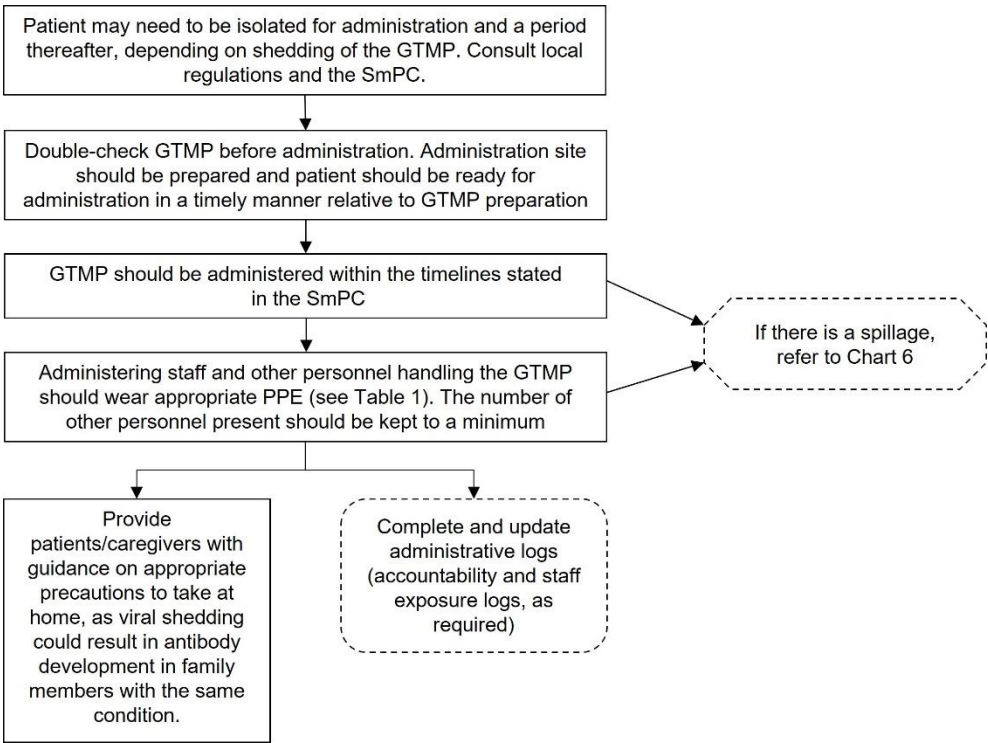 Patient may need to be isolated for administration and a period
thereafter, depending on shedding of the GTMP. Consult local
regulations and the SmPC.
Double-check GTMP before administration. Administration site
should be prepared and patient should be ready for
administration in a timely manner relative to GTMP preparation
GTMP should be administered within the timelines stated
in the SmPC
If there is a spillage,
refer to Chart 6
Administering staff and other personnel handling the GTMP
should wear appropriate PPE (see Table 1). The number of
other personnel present should be kept to a minimum
Provide
patients/caregivers with
guidance on appropriate
precautions to take at
home, as viral shedding
could result in antibody
development in family
members with the same
condition.
Complete and update
administrative logs
(accountability and staff
exposure logs, as
required)